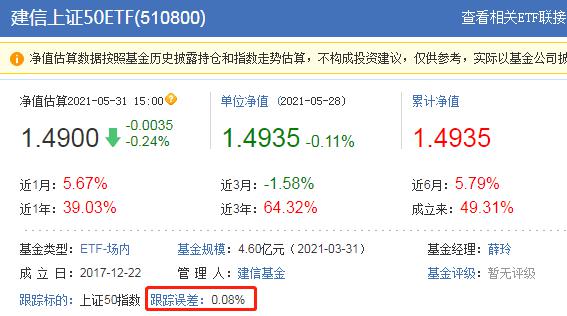 建信上证50ETF(510800) 查看相关ETF联接
净值估算数据按照基金历史披露持仓和指数走势估算，不构成投资建议，仅供参考，实际以基金公司披
净值估算2021-05-31 15:00 单位净值 (2021-05-28) 累计净值
1.4900 -0.0035 -0.24% 1.4935 -0.11% 1.4935
近1月：5.67% 近3月：-1.58% 近6月：5.79%
近1年：39.03% 近3年：64.32% 成立来：49.31%
基金类型：ETF-场内 基金规模：4.60亿元（2021-03-31） 基金经理：薛玲
成 立 日：2017-12-22 管 理 人：建信基金 基金评级：暂无评级
跟踪标的：上证50指数 跟踪误差：0.08%